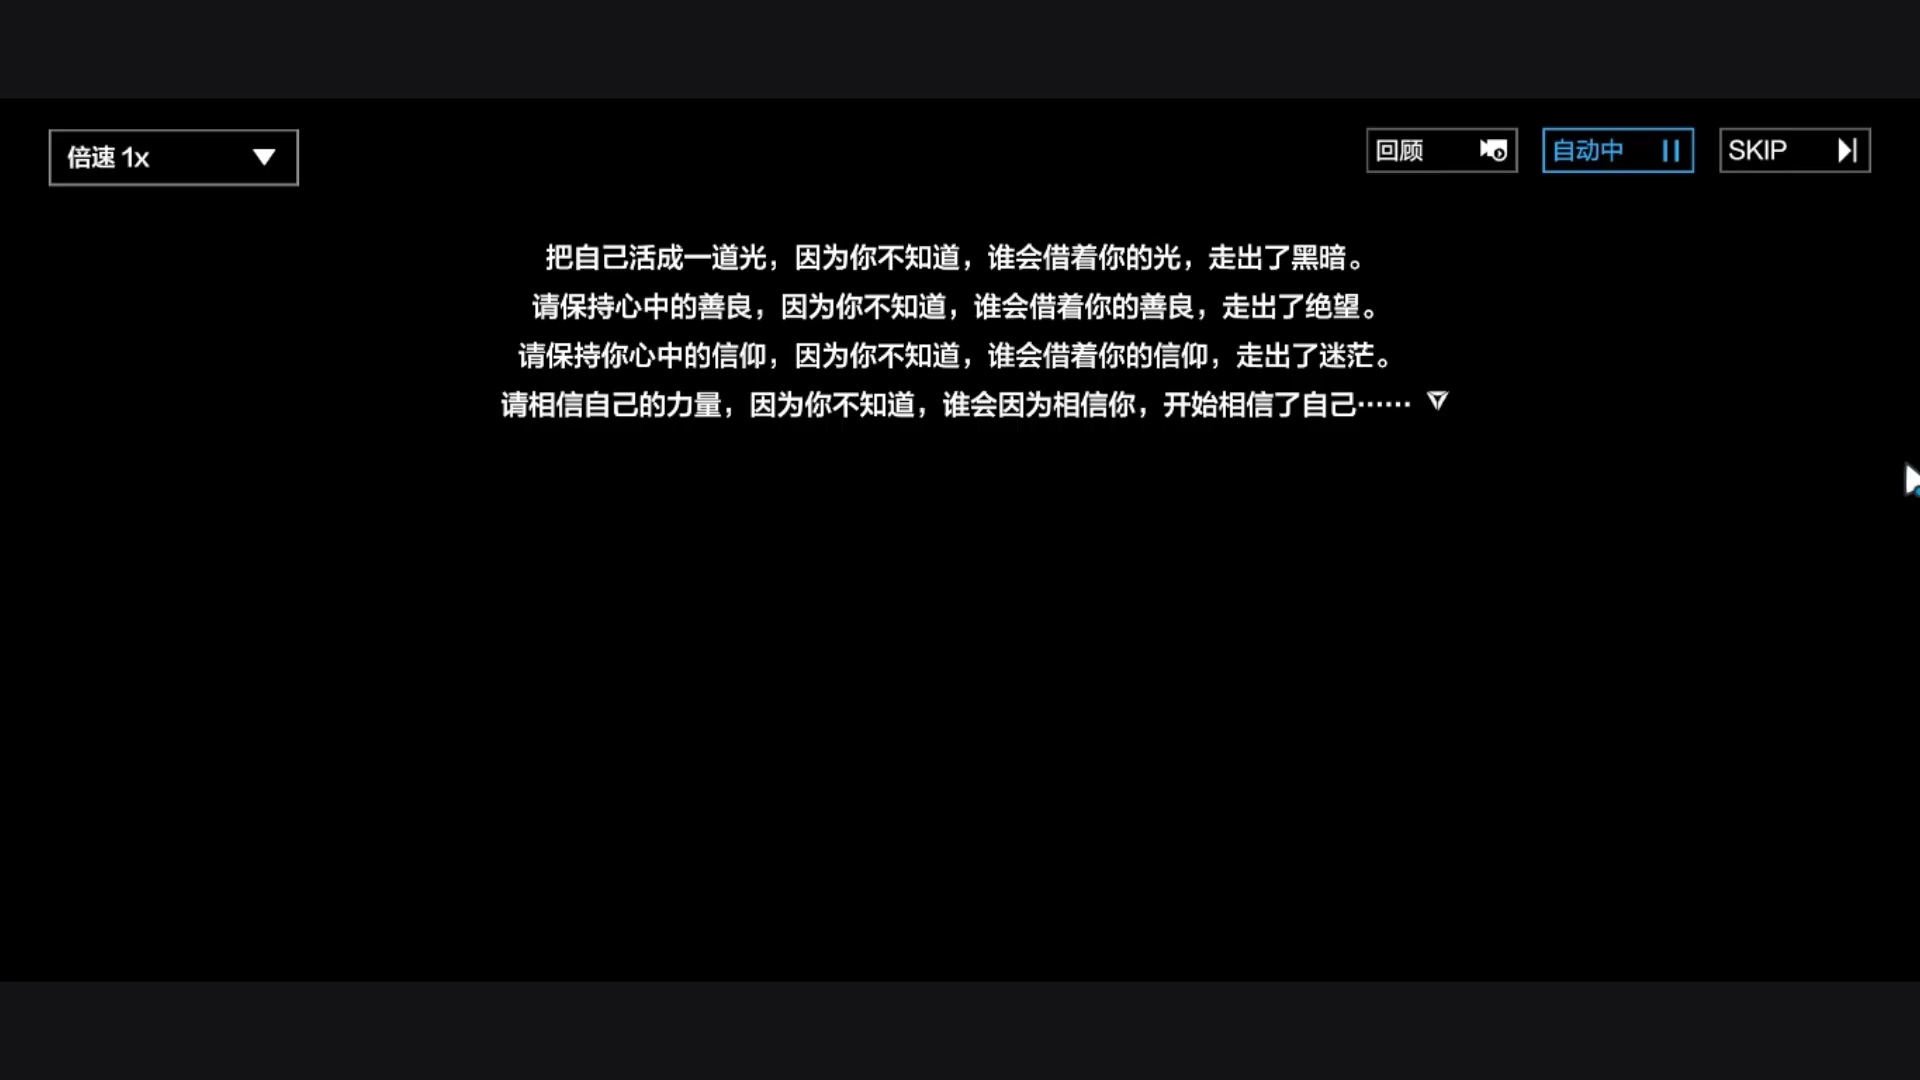 倍速 1x
回顾
自动中
SKIP
把自己活成一道光，因为你不知道，谁会借着你的光，走出了黑暗。
请保持心中的善良，因为你不知道，谁会借着你的善良，走出了绝望。
请保持你心中的信仰，因为你不知道，谁会借着你的信仰，走出了迷茫。
请相信自己的力量，因为你不知道，谁会因为相信你，开始相信了自己……